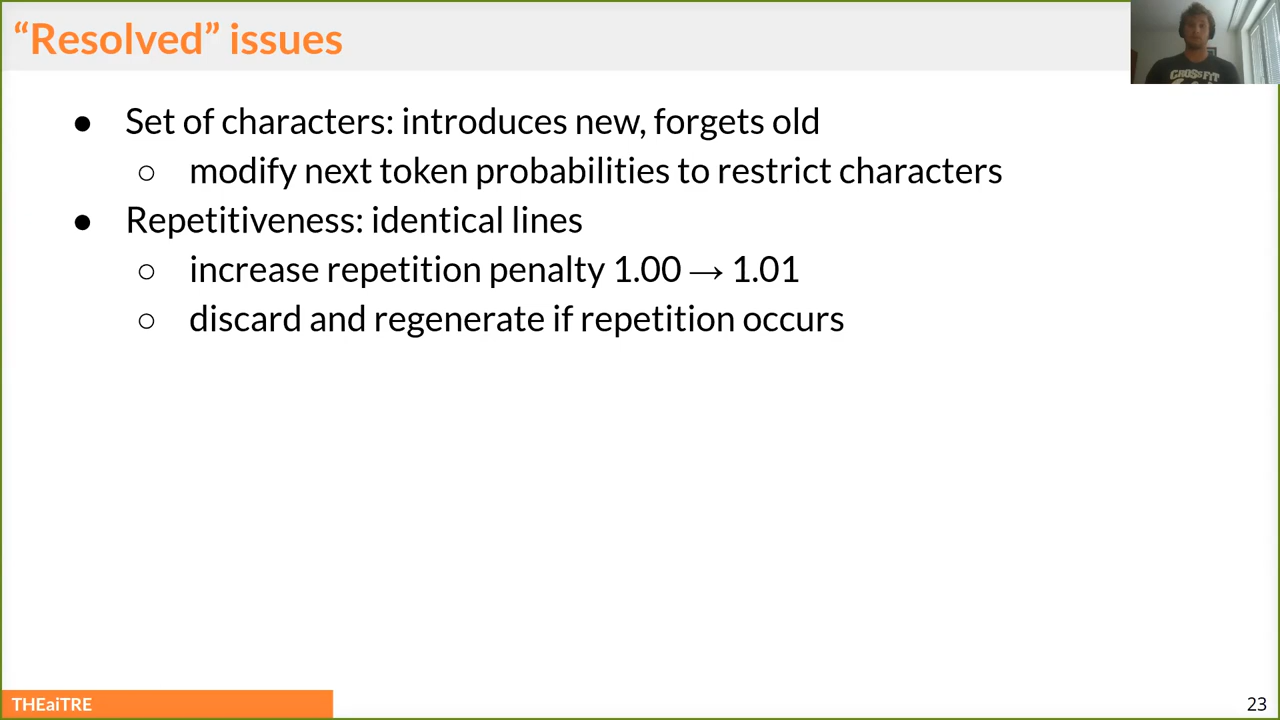 “Resolved” issues
● Set of characters: introduces new, forgets old
○ modify next token probabilities to restrict characters
● Repetitiveness: identical lines
○ increase repetition penalty 1.00 → 1.01
○ discard and regenerate if repetition occurs
CROSSFIT
THEaiTRE
23